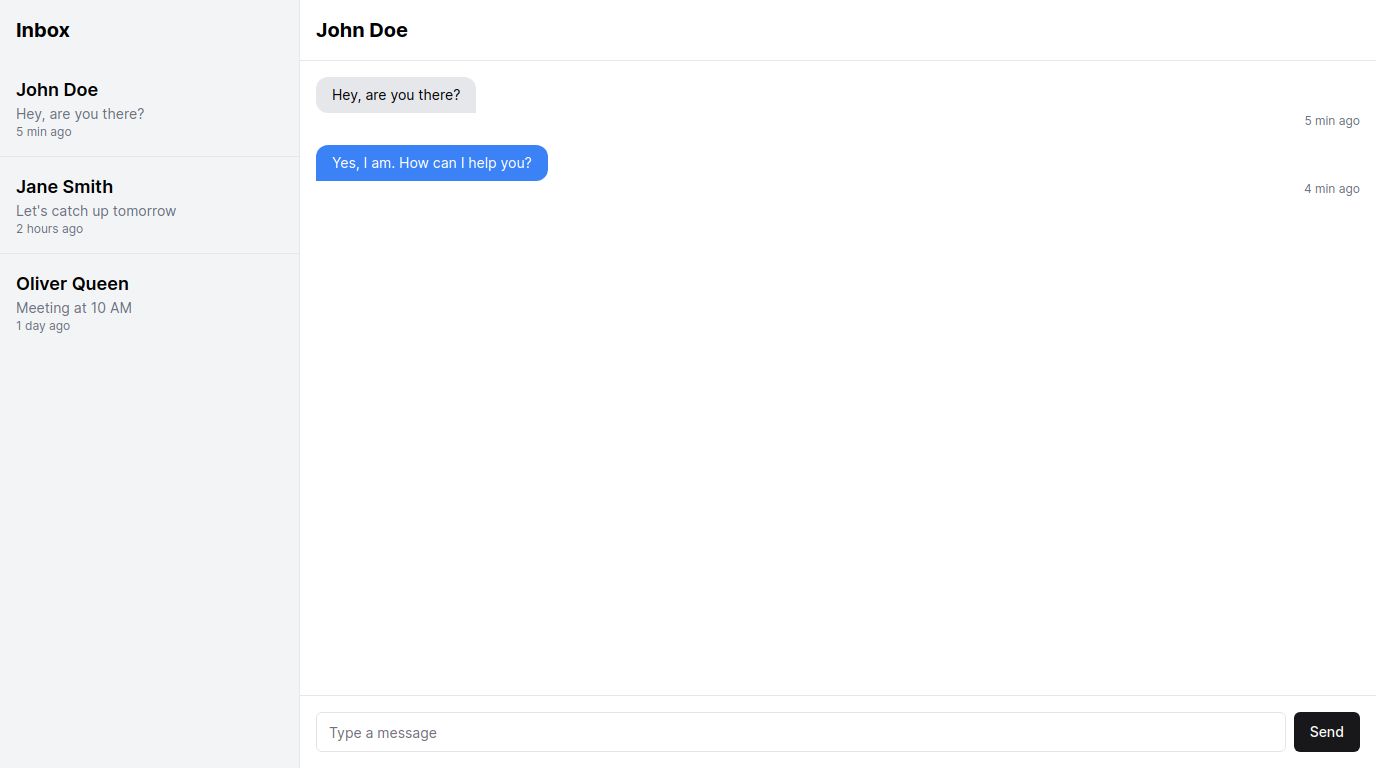 Inbox
John Doe
Hey, are you there?
5 min ago
Jane Smith
Let's catch up tomorrow
2 hours ago
Oliver Queen
Meeting at 10 AM
1 day ago
John Doe
Hey, are you there?
5 min ago
Yes, I am. How can I help you?
4 min ago
Type a message
Send